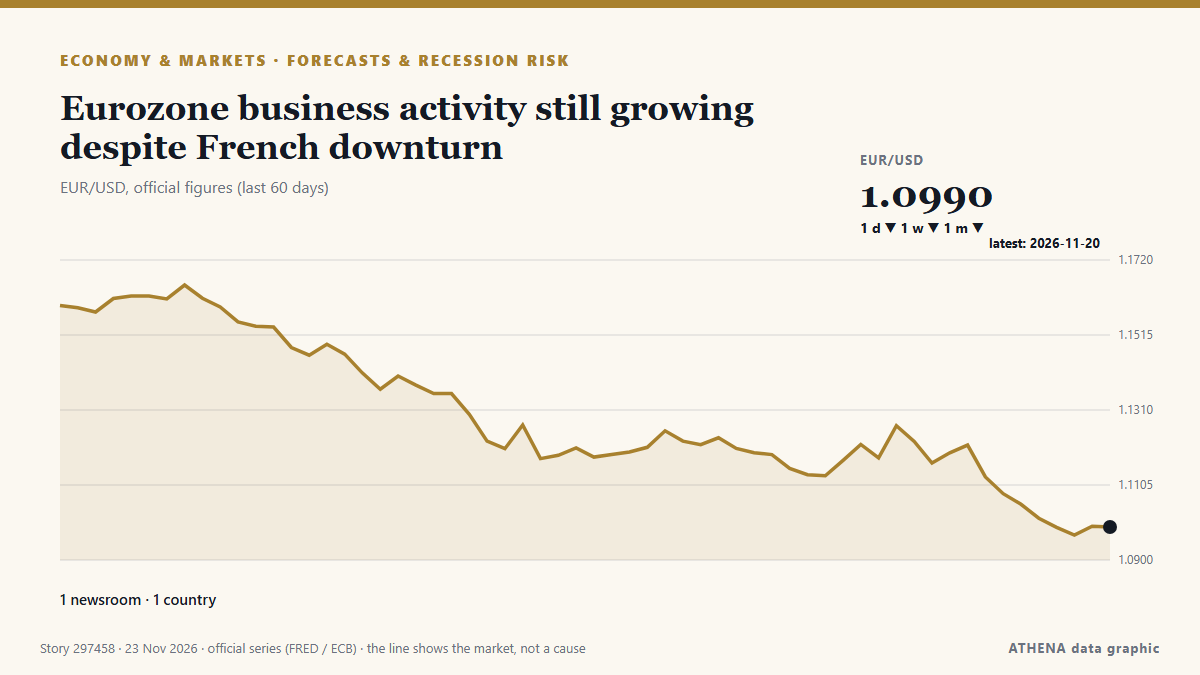 ECONOMY & MARKETS · FORECASTS & RECESSION RISK
Eurozone business activity still growing
despite French downturn
EUR/USD, official figures (last 60 days)
EUR/USD
1.0990
1 d ▼ 1 w ▼ 1 m ▼
latest: 2026-11-20
1.1720
1.1515
1.1310
1.1105
1.0900
1 newsroom · 1 country
Story 297458 · 23 Nov 2026 · official series (FRED / ECB) · the line shows the market, not a cause
ATHENA data graphic